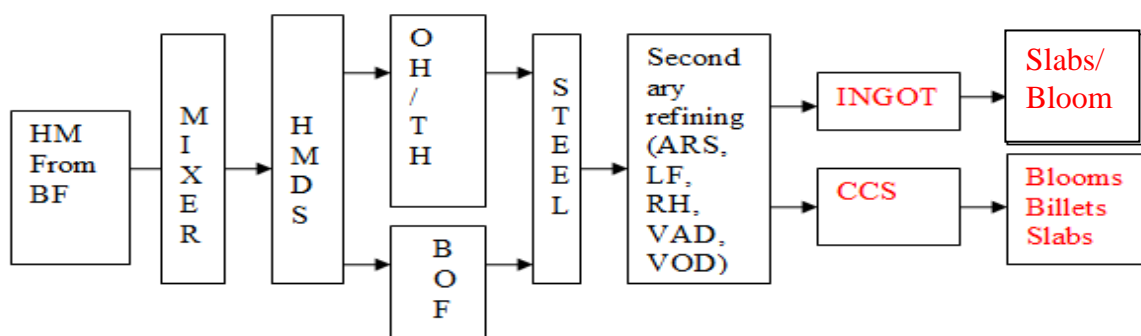 HM
From
BF
M
I
X
E
R
H
M
D
S
O
H
/
T
H
B
O
F
S
T
E
E
L
Second
ary
refining
(ARS,
LF,
RH,
VAD,
VOD)
INGOT
CCS
Slabs/
Bloom
Blooms
Billets
Slabs